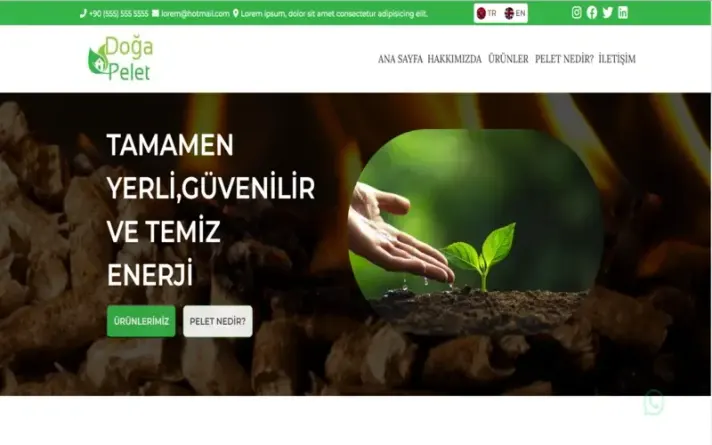 +90 (555) 555 5555 lorem@hotmail.com Lorem ipsum, dolor sit amet consectetur adipisicing elit. TR EN
Doğa
Pelet
ANA SAYFA HAKKIMIZDA ÜRÜNLER PELET NEDİR? İLETİŞİM
TAMAMEN
YERLİ,GÜVENİLİR
VE TEMİZ
ENERJİ
ÜRÜNLERİMİZ PELET NEDİR?